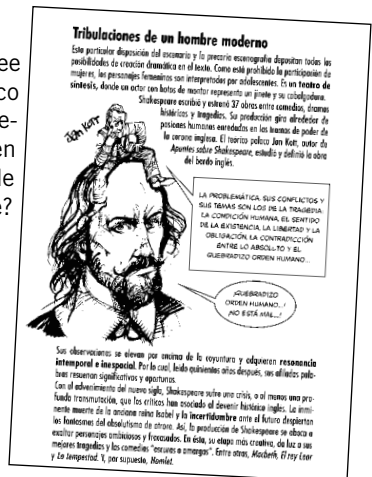 ee
co
e-
en
de
e?
Tribulaciones de un hombre moderno
Esta particular disposición del escenario y la precaria escenografía depositan todas las
posibilidades de creación dramática en el texto. Como está prohibida la participación de
mujeres, los personajes femeninos son interpretados por adolescentes. Es un teatro de
síntesis, donde un actor con botas de montar representa un jinete y su cabalgadura.
Shakespeare escribió y estrenó 37 obras entre comedias, dramas
históricos y tragedias. Su producción gira alrededor de
pasiones humanas enredadas en las tramas de poder de
la corona inglesa. El teórico polaco Jan Kott, autor de
Apuntes sobre Shakespeare, estudió y definió la obra
del bardo inglés.
Jan Kott
LA PROBLEMÁTICA, SUS CONFLICTOS Y
SUS TEMAS SON LOS DE LA TRAGEDIA:
LA CONDICIÓN HUMANA, EL SENTIDO
DE LA EXISTENCIA, LA LIBERTAD Y LA
OBLIGACIÓN, LA CONTRADICCIÓN
ENTRE LO ABSOLUTO Y EL
QUEBRADIZO ORDEN HUMANO...
¡QUEBRADIZO
ORDEN HUMANO...!
¡NO ESTÁ MAL...!
Sus observaciones se elevan por encima de la coyuntura y adquieren resonancia
intemporal e inespacial. Por lo cual, leído quinientos años después, sus afiladas pala-
bras resuenan significativas y oportunas.
Con el advenimiento del nuevo siglo, Shakespeare sufre una crisis, o al menos una pro-
funda transmutación, que los críticos han asociado al devenir histórico inglés. La inmi-
nente muerte de la anciana reina Isabel y la incertidumbre ante el futuro despiertan
los fantasmas del absolutismo de antaño. Así, la producción de Shakespeare se aboca a
exaltar personajes ambiciosos y fracasados. En ésta, su etapa más creativa, da luz a sus
mejores tragedias y las comedias "oscuras o amargas". Entre otras, Macbeth, El rey Lear
y La tempestad. Y, por supuesto, Hamlet.